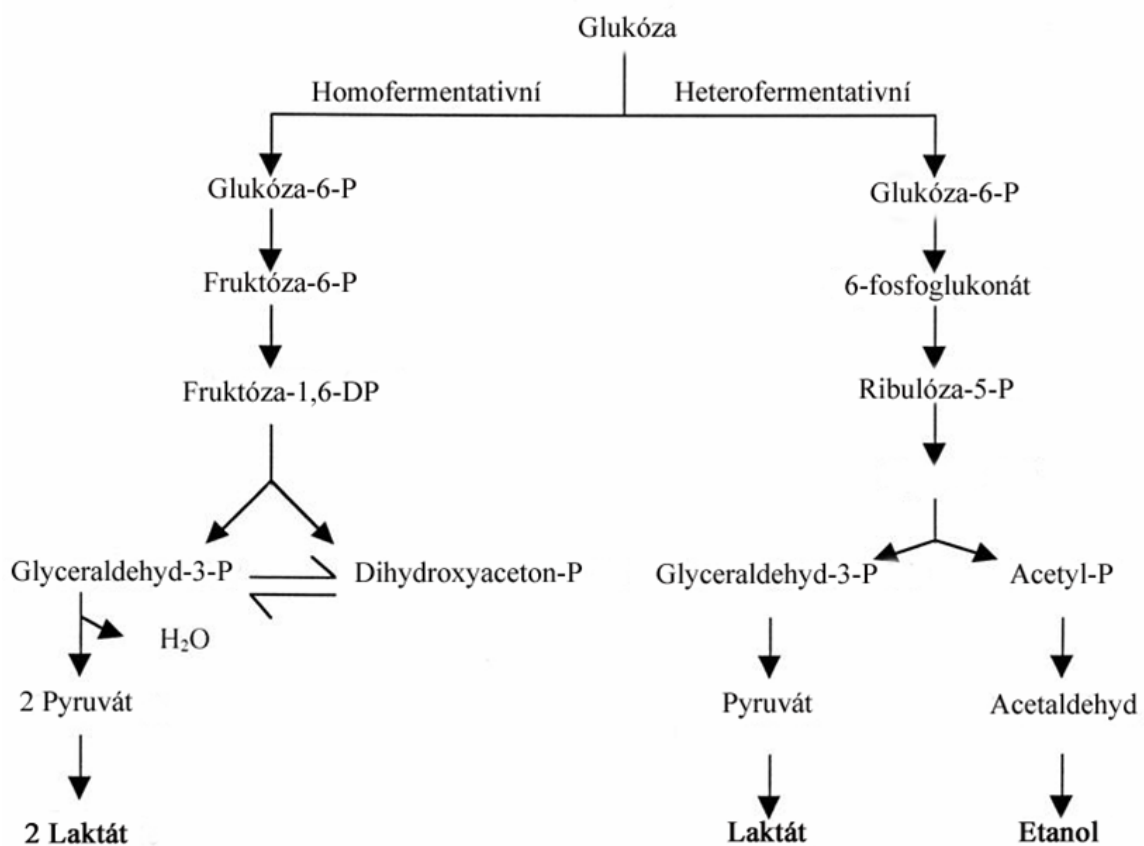 Glukóza
Homofermentativní
Heterofermentativní
Glukóza-6-P
Glukóza-6-P
Fruktóza-6-P
6-fosfoglukonát
Fruktóza-1,6-DP
Ribulóza-5-P
Glyceraldehyd-3-P
Dihydroxyaceton-P
Glyceraldehyd-3-P
Acetyl-P
H₂O
2 Pyruvát
Pyruvát
Acetaldehyd
2 Laktát
Laktát
Etanol